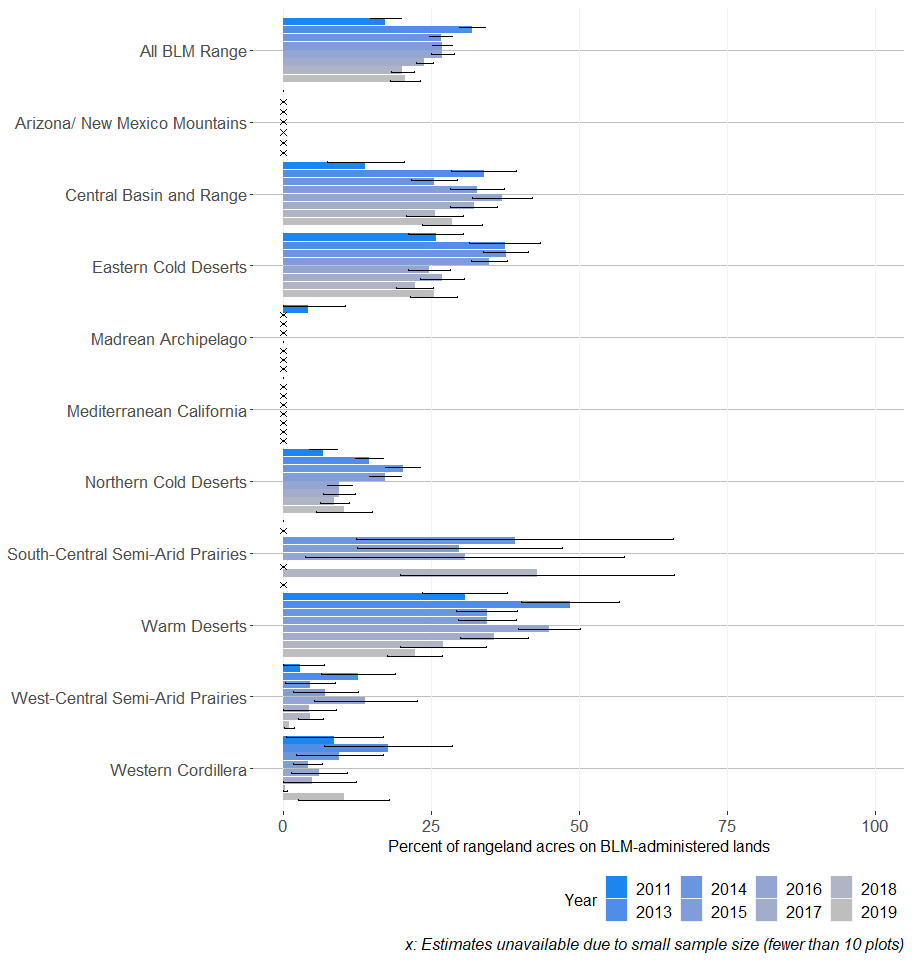 All BLM Range
Arizona/ New Mexico Mountains
Central Basin and Range
Eastern Cold Deserts
Madrean Archipelago
Mediterranean California
Northern Cold Deserts
South-Central Semi-Arid Prairies
Warm Deserts
West-Central Semi-Arid Prairies
Western Cordillera
0 25 50 75 100
Percent of rangeland acres on BLM-administered lands
Year
2011 2014 2016 2018
2013 2015 2017 2019
x: Estimates unavailable due to small sample size (fewer than 10 plots)